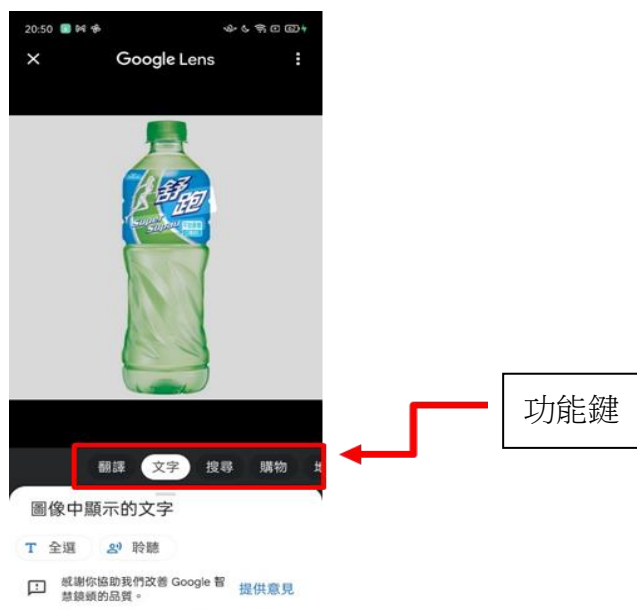 20:50
Google Lens
舒跑
Super
Supau
翻譯 文字 搜尋 購物
功能鍵
圖像中顯示的文字
T 全選 聆聽
感謝你協助我們改善 Google 智
慧鏡頭的品質。
提供意見